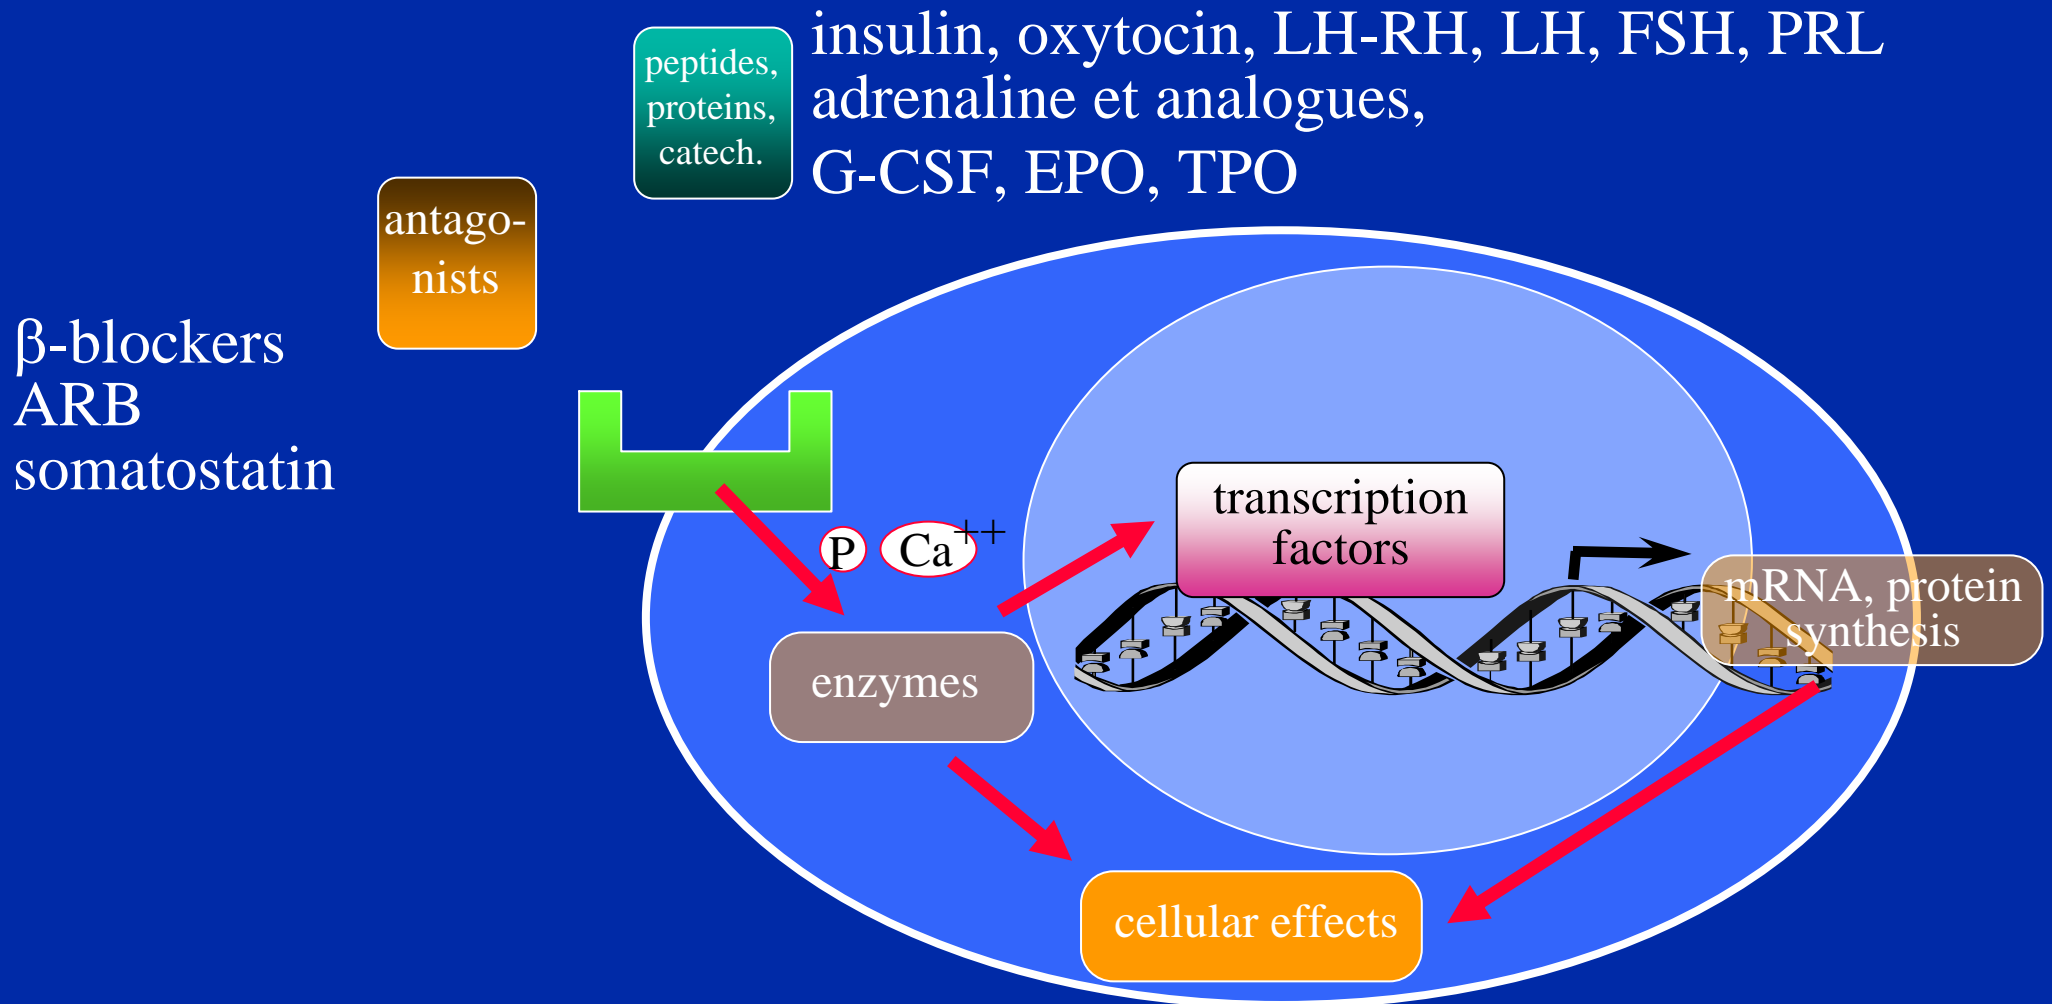 insulin, oxytocin, LH-RH, LH, FSH, PRL
adrenaline et analogues,
G-CSF, EPO, TPO
peptides,
proteins,
catech.
antago-
nists
β-blockers
ARB
somatostatin
transcription
factors
P
Ca++
mRNA, protein
synthesis
enzymes
cellular effects